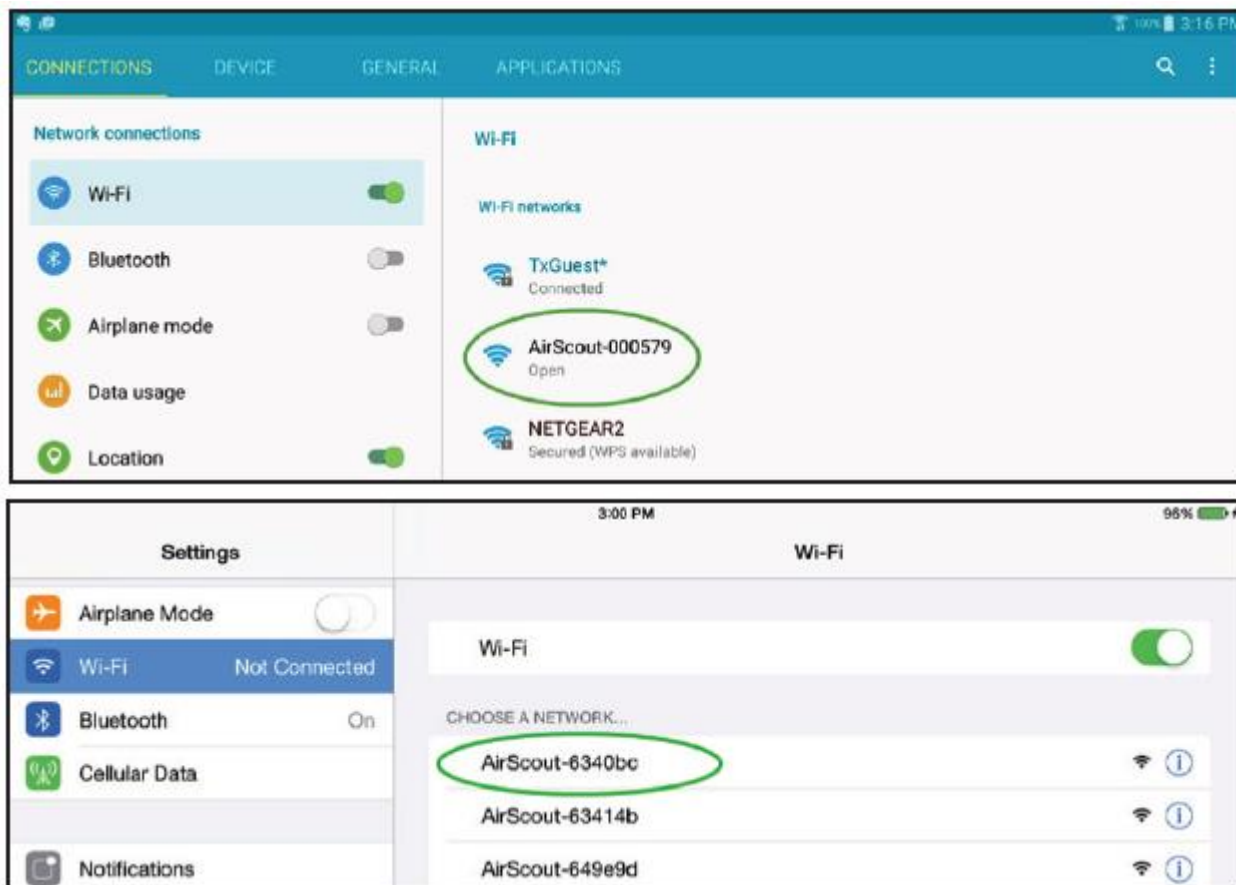 100% 3:16 PM
CONNECTIONS DEVICE GENERAL APPLICATIONS
Network connections
Wi-Fi
Bluetooth
Airplane mode
Data usage
Location
Wi-Fi
Wi-Fi networks
TxGuest*
Connected
AirScout-000579
Open
NETGEAR2
Secured (WPS available)
3:00 PM 96%
Settings
Airplane Mode
Wi-Fi Not Connected
Bluetooth On
Cellular Data
Notifications
Wi-Fi
Wi-Fi
CHOOSE A NETWORK...
AirScout-6340bc
AirScout-63414b
AirScout-649e9d